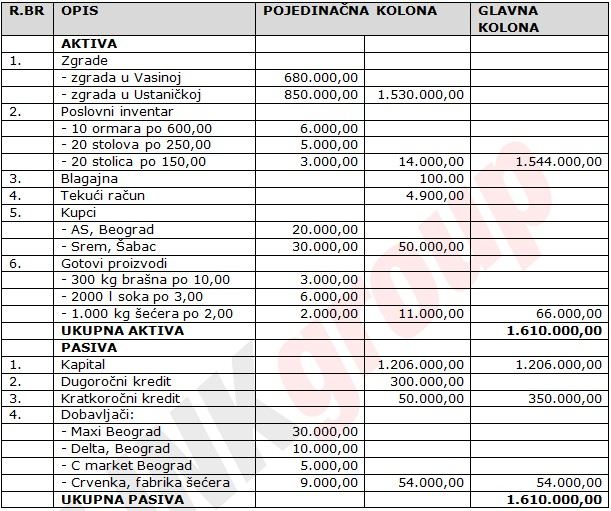 R.BR OPIS POJEDINAČNA KOLONA GLAVNA
KOLONA
AKTIVA
1. Zgrade
- zgrada u Vasinoj 680.000,00
- zgrada u Ustaničkoj 850.000,00 1.530.000,00
2. Poslovni inventar
- 10 ormara po 600,00 6.000,00
- 20 stolova po 250,00 5.000,00
- 20 stolica po 150,00 3.000,00 14.000,00 1.544.000,00
3. Blagajna 100.00
4. Tekući račun 4.900,00
5. Kupci
- AS, Beograd 20.000,00
- Srem, Šabac 30.000,00 50.000,00
6. Gotovi proizvodi
- 300 kg brašna po 10,00 3.000,00
- 2000 l soka po 3,00 6.000,00
- 1.000 kg šećera po 2,00 2.000,00 11.000,00 66.000,00
UKUPNA AKTIVA 1.610.000,00
PASIVA
1. Kapital 1.206.000,00 1.206.000,00
2. Dugoročni kredit 300.000,00
3. Kratkoročni kredit 50.000,00 350.000,00
4. Dobavljači:
- Maxi Beograd 30.000,00
- Delta, Beograd 10.000,00
- C market Beograd 5.000,00
- Crvenka, fabrika šećera 9.000,00 54.000,00 54.000,00
UKUPNA PASIVA 1.610.000,00
group